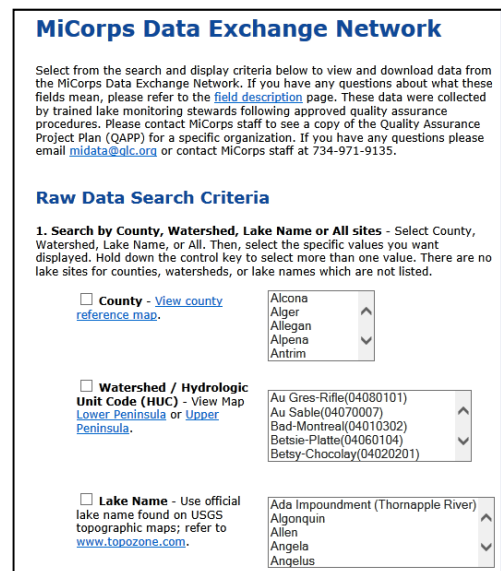 MiCorps Data Exchange Network
Select from the search and display criteria below to view and download data from
the MiCorps Data Exchange Network. If you have any questions about what these
fields mean, please refer to the field description page. These data were collected
by trained lake monitoring stewards following approved quality assurance
procedures. Please contact MiCorps staff to see a copy of the Quality Assurance
Project Plan (QAPP) for a specific organization. If you have any questions please
email midata@glc.org or contact MiCorps staff at 734-971-9135.
Raw Data Search Criteria
1. Search by County, Watershed, Lake Name or All sites - Select County,
Watershed, Lake Name, or All. Then, select the specific values you want
displayed. Hold down the control key to select more than one value. There are no
lake sites for counties, watersheds, or lake names which are not listed.
County - View county
reference map.
Alcona
Alger
Allegan
Alpena
Antrim
Watershed / Hydrologic
Unit Code (HUC) - View Map
Lower Peninsula or Upper
Peninsula.
Au Gres-Rifle(04080101)
Au Sable(04070007)
Bad-Montreal(04010302)
Betsie-Platte(04060104)
Betsy-Chocolay(04020201)
Lake Name - Use official
lake name found on USGS
topographic maps; refer to
www.topozone.com.
Ada Impoundment (Thornapple River)
Algonquin
Allen
Angela
Angelus